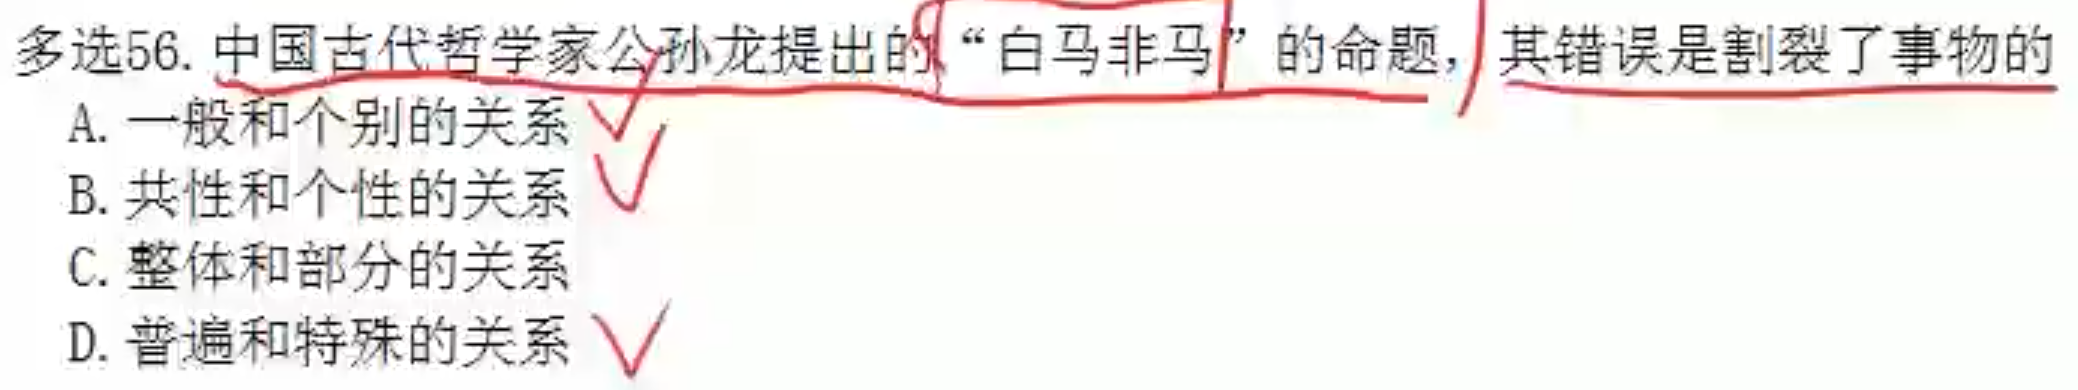 多选56. 中国古代哲学家公孙龙提出的“白马非马”的命题，其错误是割裂了事物的
A. 一般和个别的关系
B. 共性和个性的关系
C. 整体和部分的关系
D. 普遍和特殊的关系